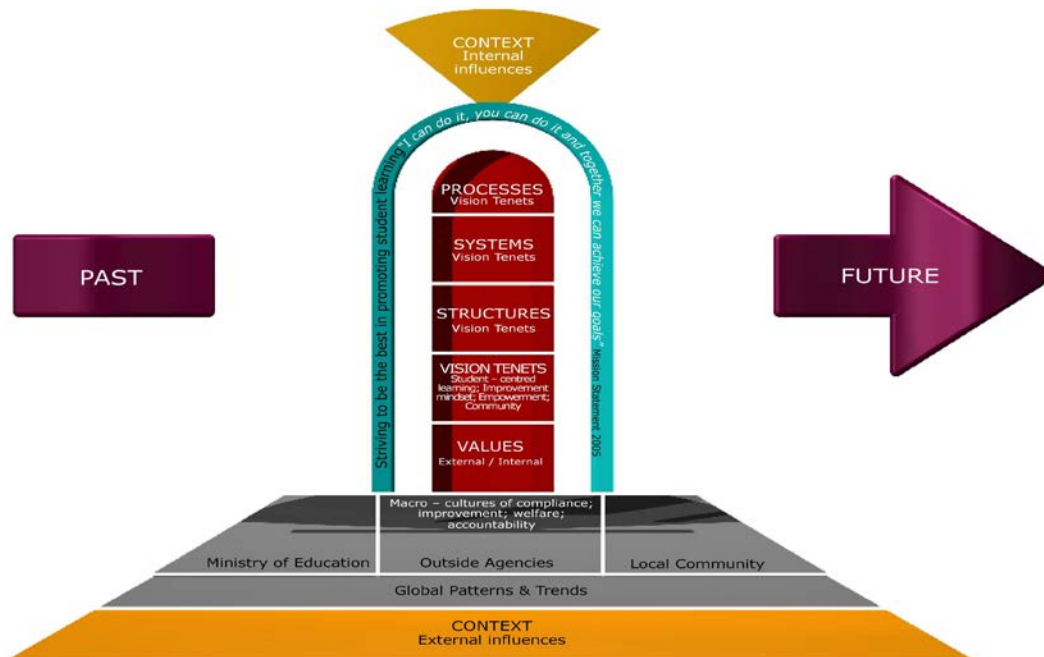 CONTEXT
Internal
influences
Striving to be the best in promoting student learning "I can do it, you can do it and together we can achieve our goals" Mission Statement 2005
PROCESSES
Vision Tenets
SYSTEMS
Vision Tenets
STRUCTURES
Vision Tenets
VISION TENETS
Student – centred
learning; Improvement
mindset; Empowerment;
Community
VALUES
External / Internal
PAST
FUTURE
Macro – cultures of compliance;
improvement; welfare;
accountability
Ministry of Education
Outside Agencies
Local Community
Global Patterns & Trends
CONTEXT
External influences